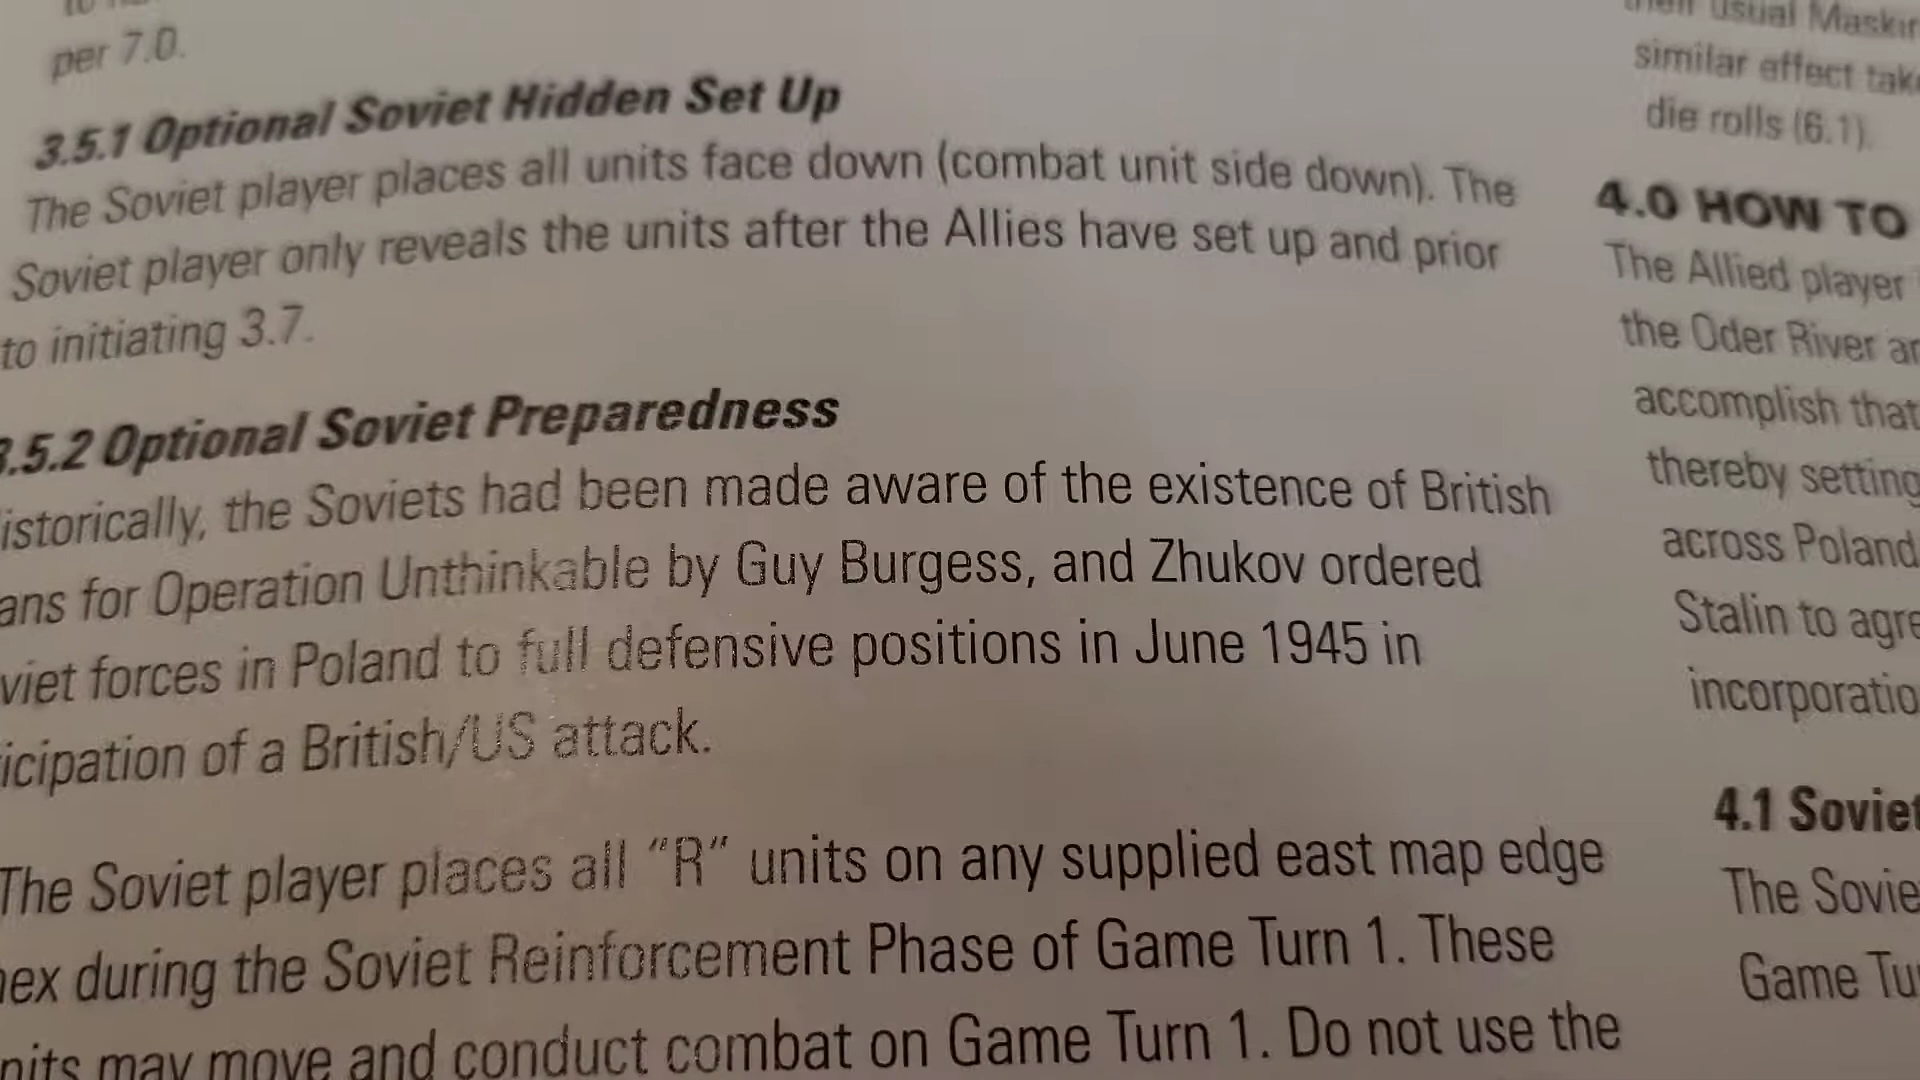 per 7.0.
3.5.1 Optional Soviet Hidden Set Up
The Soviet player places all units face down (combat unit side down). The
Soviet player only reveals the units after the Allies have set up and prior
to initiating 3.7.
3.5.2 Optional Soviet Preparedness
istorically, the Soviets had been made aware of the existence of British
ans for Operation Unthinkable by Guy Burgess, and Zhukov ordered
viet forces in Poland to full defensive positions in June 1945 in
icipation of a British/US attack.
The Soviet player places all "R" units on any supplied east map edge
hex during the Soviet Reinforcement Phase of Game Turn 1. These
nits may move and conduct combat on Game Turn 1. Do not use the
their usual Maskir
similar effect take
die rolls (6.1).
4.0 HOW TO
The Allied player
the Oder River an
accomplish that
thereby setting
across Poland
Stalin to agre
incorporatio
4.1 Soviet
The Sovie
Game Tu